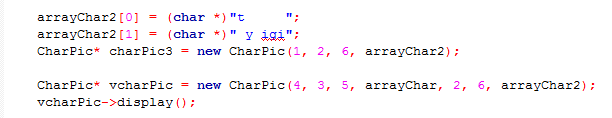 arrayChar2[0] = (char *)"t     ";
arrayChar2[1] = (char *)" y igi";
CharPic* charPic3 = new CharPic(1, 2, 6, arrayChar2);
CharPic* vcharPic = new CharPic(4, 3, 5, arrayChar, 2, 6, arrayChar2);
vcharPic->display();